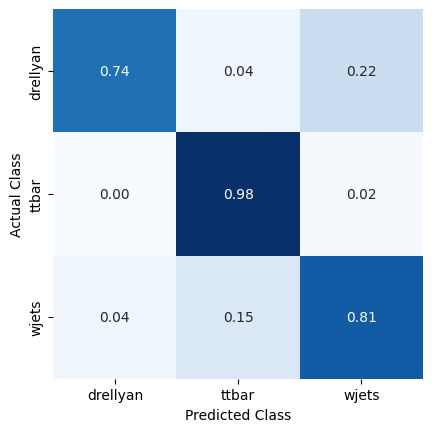 drellyan
0.74 0.04 0.22
Actual Class
ttbar
0.00 0.98 0.02
wjets
0.04 0.15 0.81
drellyan ttbar wjets
Predicted Class